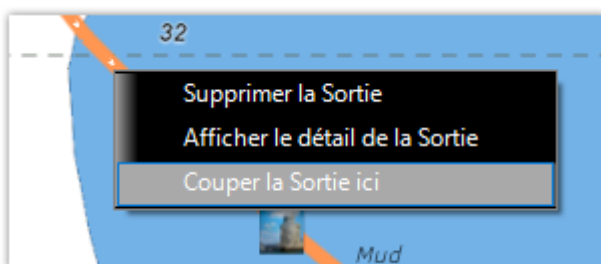 32
Supprimer la Sortie
Afficher le détail de la Sortie
Couper la Sortie ici
Mud